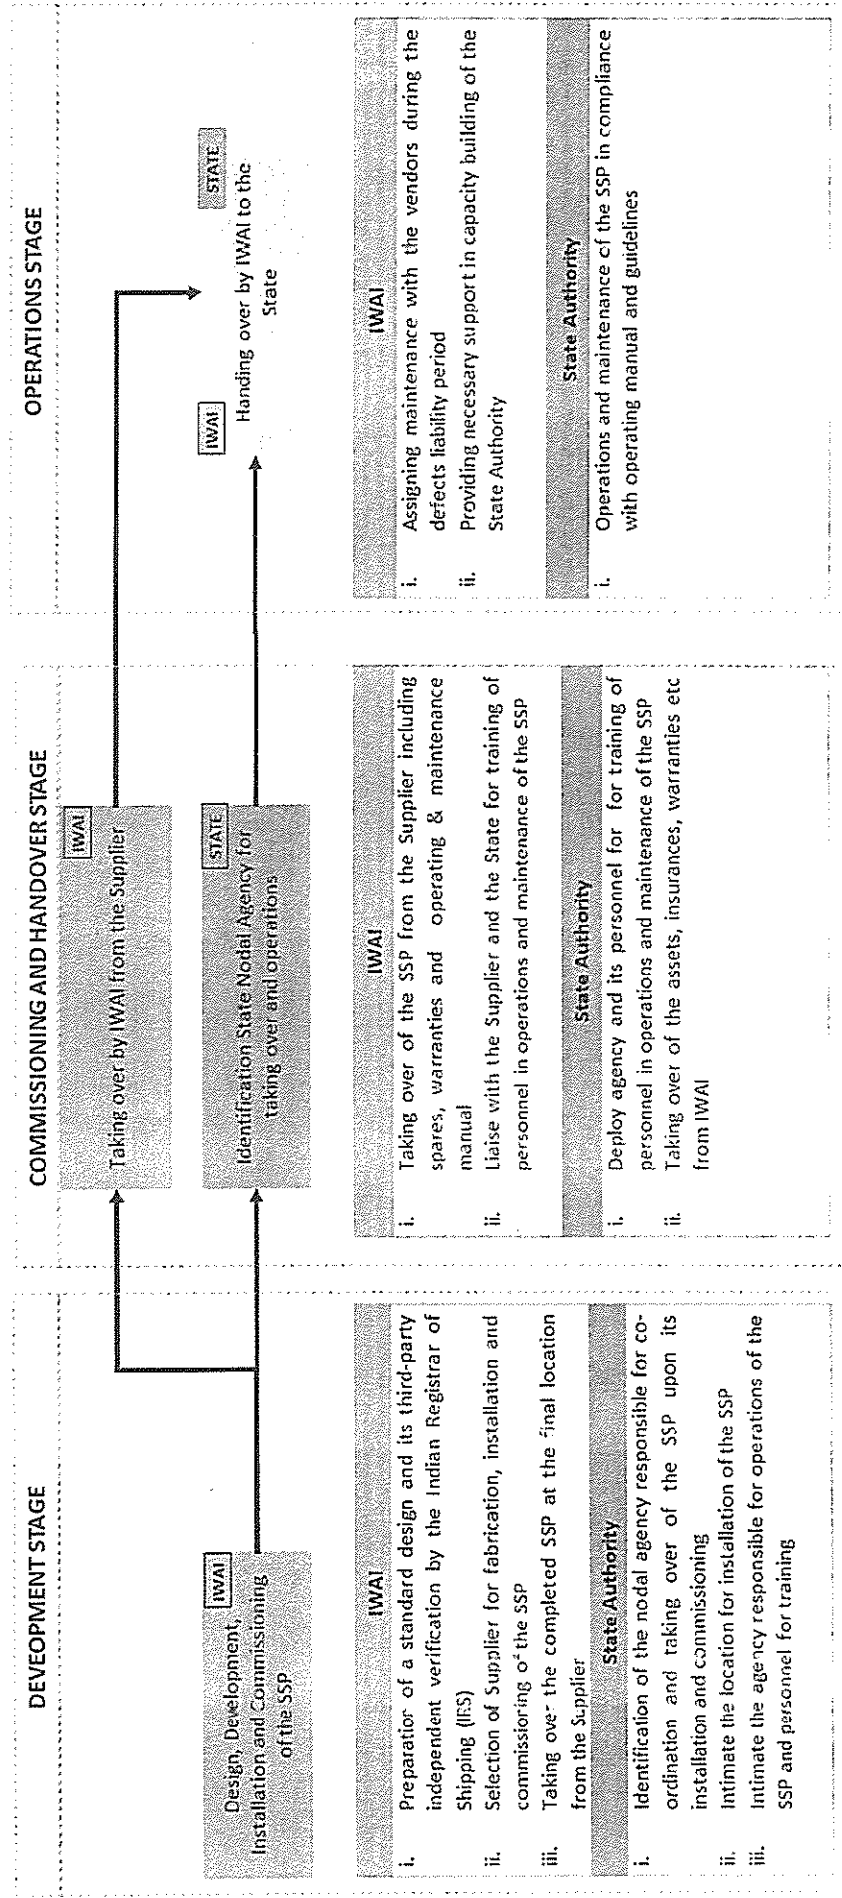 DEVEOPMENT STAGE
IWAI
Design, Development,
Installation and Commissioning
of the SSP
IWAI
i. Preparation of a standard design and its third-party
independent verification by the Indian Registrar of
Shipping (IRS)
ii. Selection of Supplier for fabrication, installation and
commissioning of the SSP
iii. Taking over the completed SSP at the final location
from the Supplier
State Authority
i. Identification of the nodal agency responsible for co-
ordination and taking over of the SSP upon its
installation and commissioning
ii. Intimate the location for installation of the SSP
iii. Intimate the agency responsible for operations of the
SSP and personnel for training
COMMISSIONING AND HANDOVER STAGE
IWAI
Taking over by IWAI from the Supplier
STATE
Identification State Nodal Agency for
taking over and operations
IWAI
i. Taking over of the SSP from the Supplier including
spares, warranties and operating & maintenance
manual
ii. Liaise with the Supplier and the State for training of
personnel in operations and maintenance of the SSP
State Authority
i. Deploy agency and its personnel for for training of
personnel in operations and maintenance of the SSP
ii. Taking over of the assets, insurances, warranties etc
from IWAI
OPERATIONS STAGE
IWAI
STATE
Handing over by IWAI to the
State
IWAI
i. Assigning maintenance with the vendors during the
defects liability period
ii. Providing necessary support in capacity building of the
State Authority
State Authority
i. Operations and maintenance of the SSP in compliance
with operating manual and guidelines